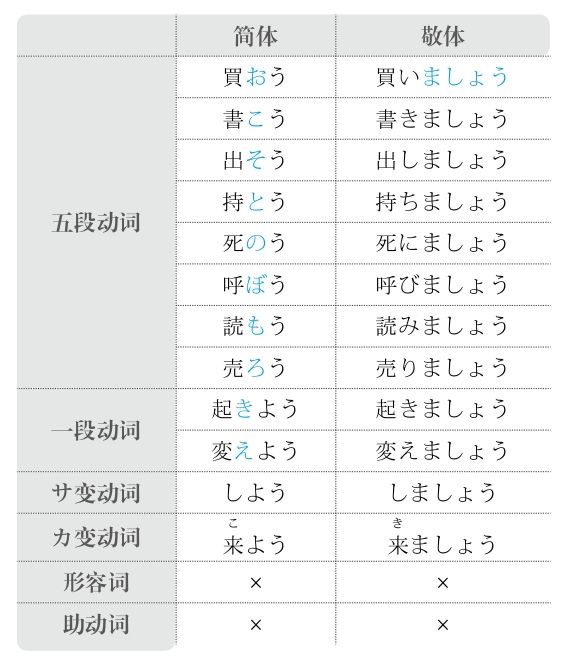 简体 敬体
五段动词
買おう 買いましょう
書こう 書きましょう
出そう 出しましょう
持とう 持ちましょう
死のう 死にましょう
呼ぼう 呼びましょう
読もう 読みましょう
売ろう 売りましょう
一段动词
起きよう 起きましょう
変えよう 変えましょう
サ变动词 しよう しましょう
こ き
カ变动词 来よう 来ましょう
形容词 × ×
助动词 × ×